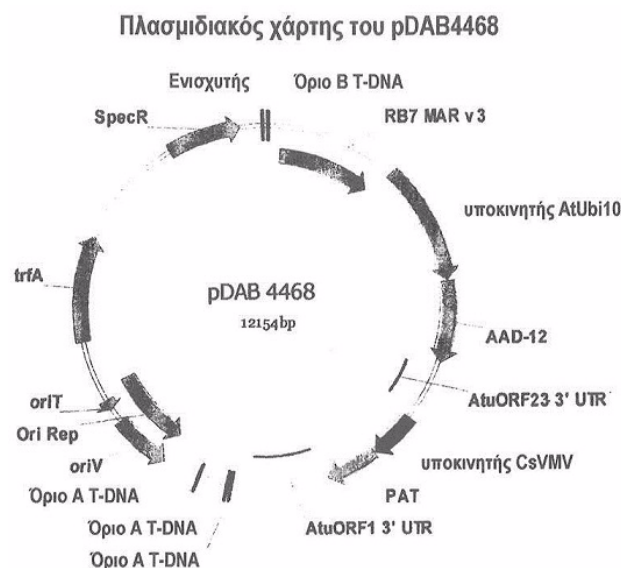 Πλασμιδιακός χάρτης του pDAB4468
Ενισχυτής
Όριο Β T-DNA
SpecR
RB7 MAR v 3
υποκινητής AtUbi10
trfA
pDAB 4468
12154bp
AAD-12
AtuORF23 3' UTR
oriT
Ori Rep
oriV
υποκινητής CsVMV
Όριο Α T-DNA
PAT
Όριο Α T-DNA
AtuORF1 3' UTR
Όριο Α T-DNA